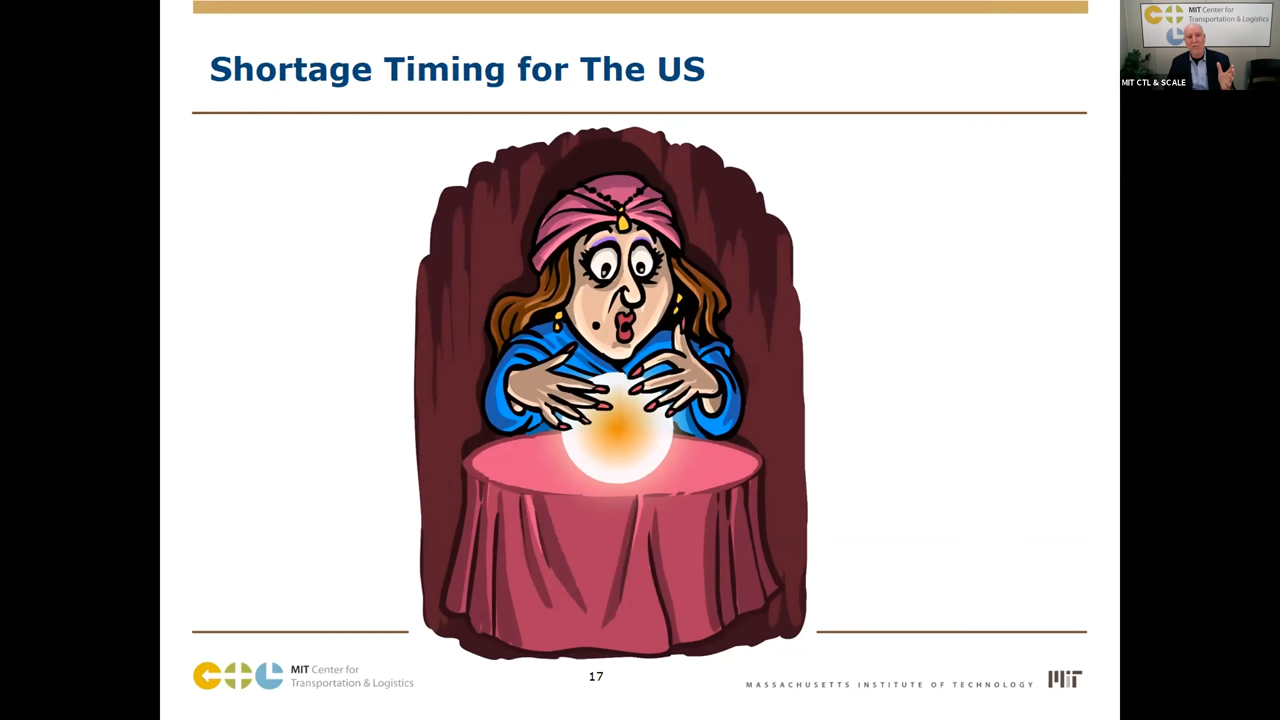 Shortage Timing for The US
MIT Center for
Transportation & Logistics
MIT CTL & SCALE
MIT Center for
Transportation & Logistics
17
MASSACHUSETTS INSTITUTE OF TECHNOLOGY
MIT